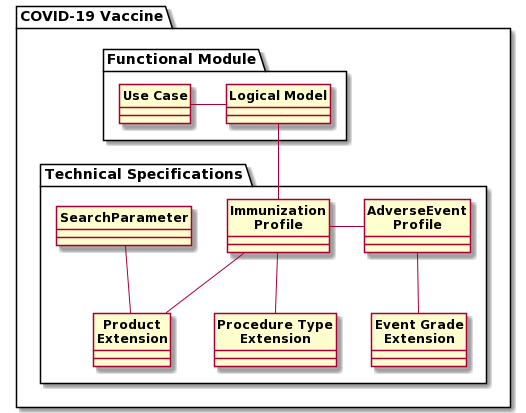 COVID-19 Vaccine
Functional Module
Use Case
Logical Model
Technical Specifications
SearchParameter
Immunization
Profile
AdverseEvent
Profile
Product
Extension
Procedure Type
Extension
Event Grade
Extension